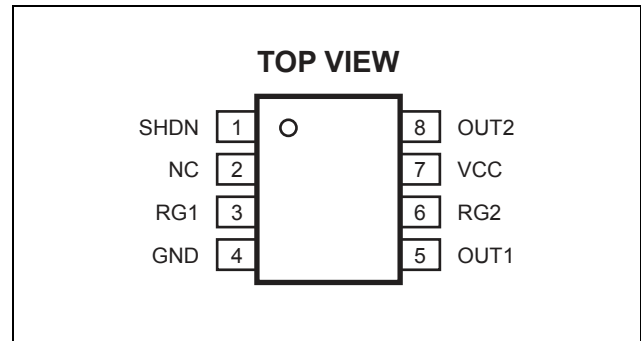 TOP VIEW
SHDN 1 8 OUT2
NC 2 7 VCC
RG1 3 6 RG2
GND 4 5 OUT1